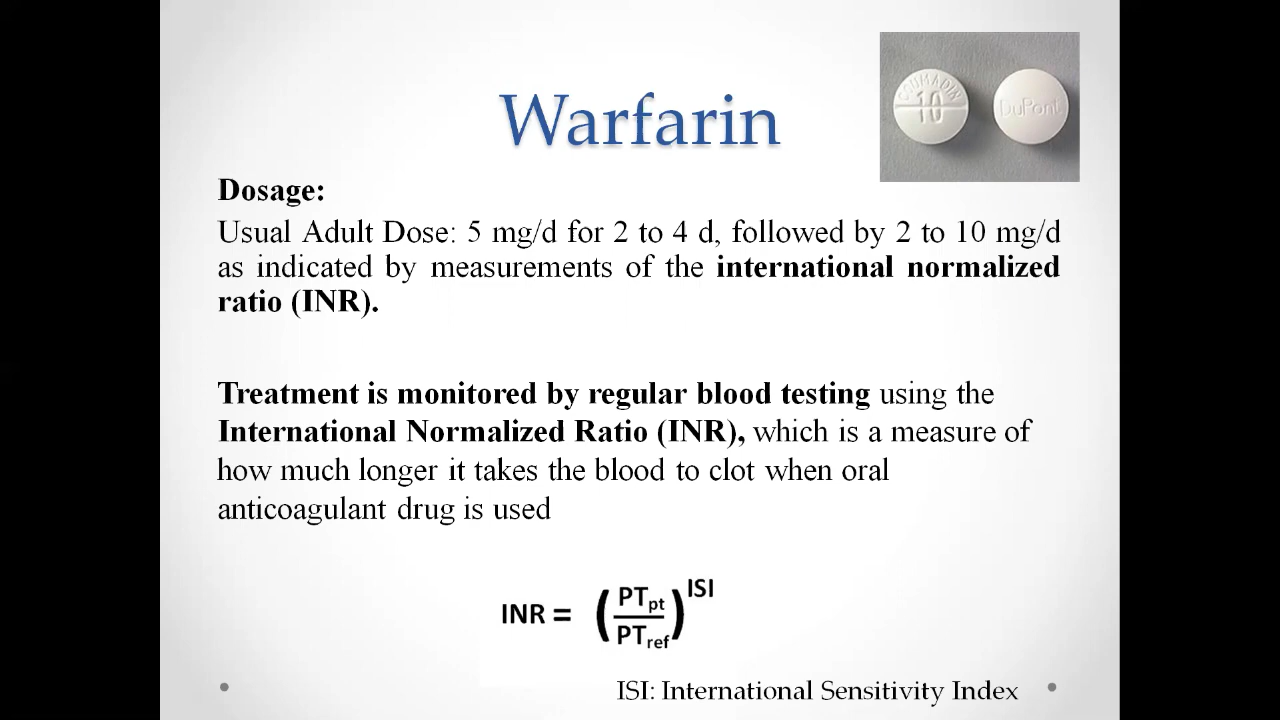 Warfarin
COUMADIN
10
DuPont
Dosage:
Usual Adult Dose: 5 mg/d for 2 to 4 d, followed by 2 to 10 mg/d
as indicated by measurements of the international normalized
ratio (INR).
Treatment is monitored by regular blood testing using the
International Normalized Ratio (INR), which is a measure of
how much longer it takes the blood to clot when oral
anticoagulant drug is used
INR = (PTpt/PTref)^ISI
ISI: International Sensitivity Index